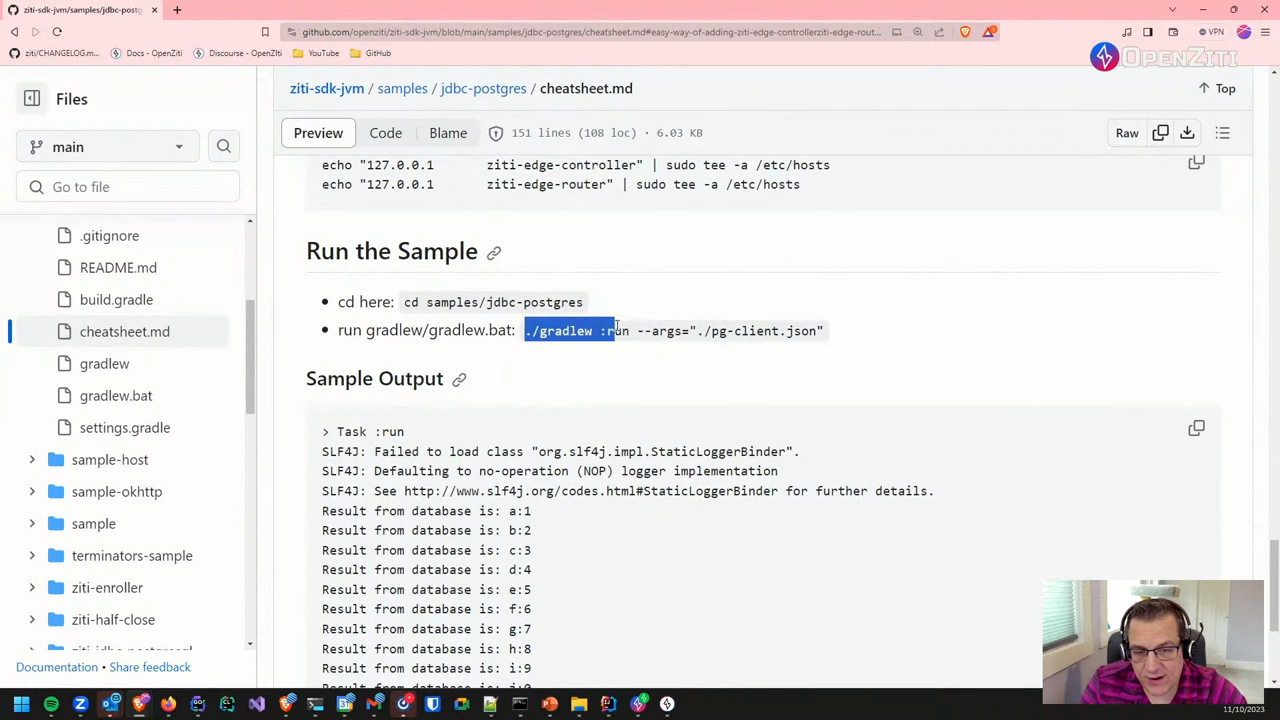 ziti-sdk-jvm/samples/jdbc-postg
ziti/CHANGELOG.m...
Docs - OpenZiti
Discourse - OpenZiti
YouTube
GitHub
github.com/openziti/ziti-sdk-jvm/blob/main/samples/jdbc-postgres/cheatsheet.md#easy-way-of-adding-ziti-edge-controllerziti-edge-rout...
VPN
OPENZITI
Files
main
Go to file
.gitignore
README.md
build.gradle
cheatsheet.md
gradlew
gradlew.bat
settings.gradle
sample-host
sample-okhttp
sample
terminators-sample
ziti-enroller
ziti-half-close
ziti-jdbc-postgresql
Documentation • Share feedback
ziti-sdk-jvm / samples / jdbc-postgres / cheatsheet.md
Top
Preview
Code
Blame
151 lines (108 loc) · 6.03 KB
Raw
echo "127.0.0.1 ziti-edge-controller" | sudo tee -a /etc/hosts
echo "127.0.0.1 ziti-edge-router" | sudo tee -a /etc/hosts
Run the Sample
• cd here: cd samples/jdbc-postgres
• run gradlew/gradlew.bat: ./gradlew :run --args="./pg-client.json"
Sample Output
> Task :run
SLF4J: Failed to load class "org.slf4j.impl.StaticLoggerBinder".
SLF4J: Defaulting to no-operation (NOP) logger implementation
SLF4J: See http://www.slf4j.org/codes.html#StaticLoggerBinder for further details.
Result from database is: a:1
Result from database is: b:2
Result from database is: c:3
Result from database is: d:4
Result from database is: e:5
Result from database is: f:6
Result from database is: g:7
Result from database is: h:8
Result from database is: i:9
Result from database is: j:0
11/10/2023